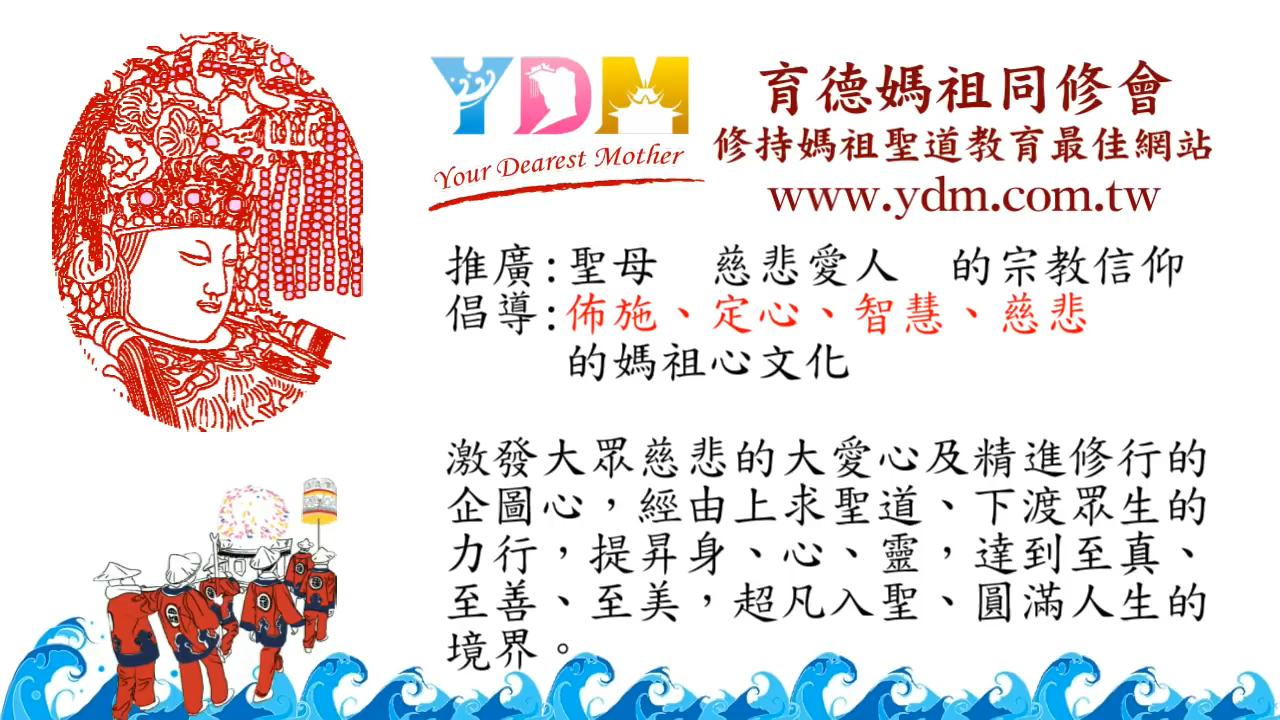 YDM
Your Dearest Mother
育德媽祖同修會
修持媽祖聖道教育最佳網站
www.ydm.com.tw
推廣:聖母 慈悲愛人 的宗教信仰
倡導:佈施、定心、智慧、慈悲
的媽祖心文化
激發大眾慈悲的大愛心及精進修行的
企圖心，經由上求聖道、下渡眾生的
力行，提昇身、心、靈，達到至真、
至善、至美，超凡入聖、圓滿人生的
境界。